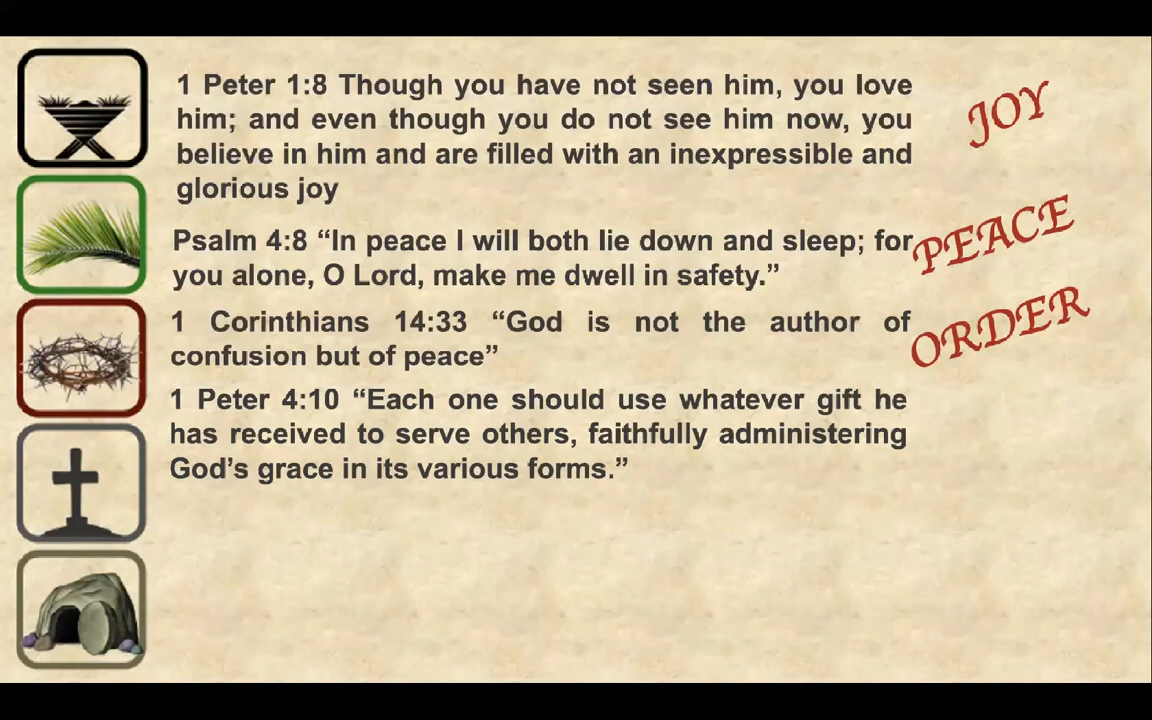 1 Peter 1:8 Though you have not seen him, you love
him; and even though you do not see him now, you
believe in him and are filled with an inexpressible and
glorious joy
JOY
Psalm 4:8 “In peace I will both lie down and sleep; for
you alone, O Lord, make me dwell in safety.”
PEACE
1 Corinthians 14:33 “God is not the author of
confusion but of peace”
ORDER
1 Peter 4:10 “Each one should use whatever gift he
has received to serve others, faithfully administering
God’s grace in its various forms.”